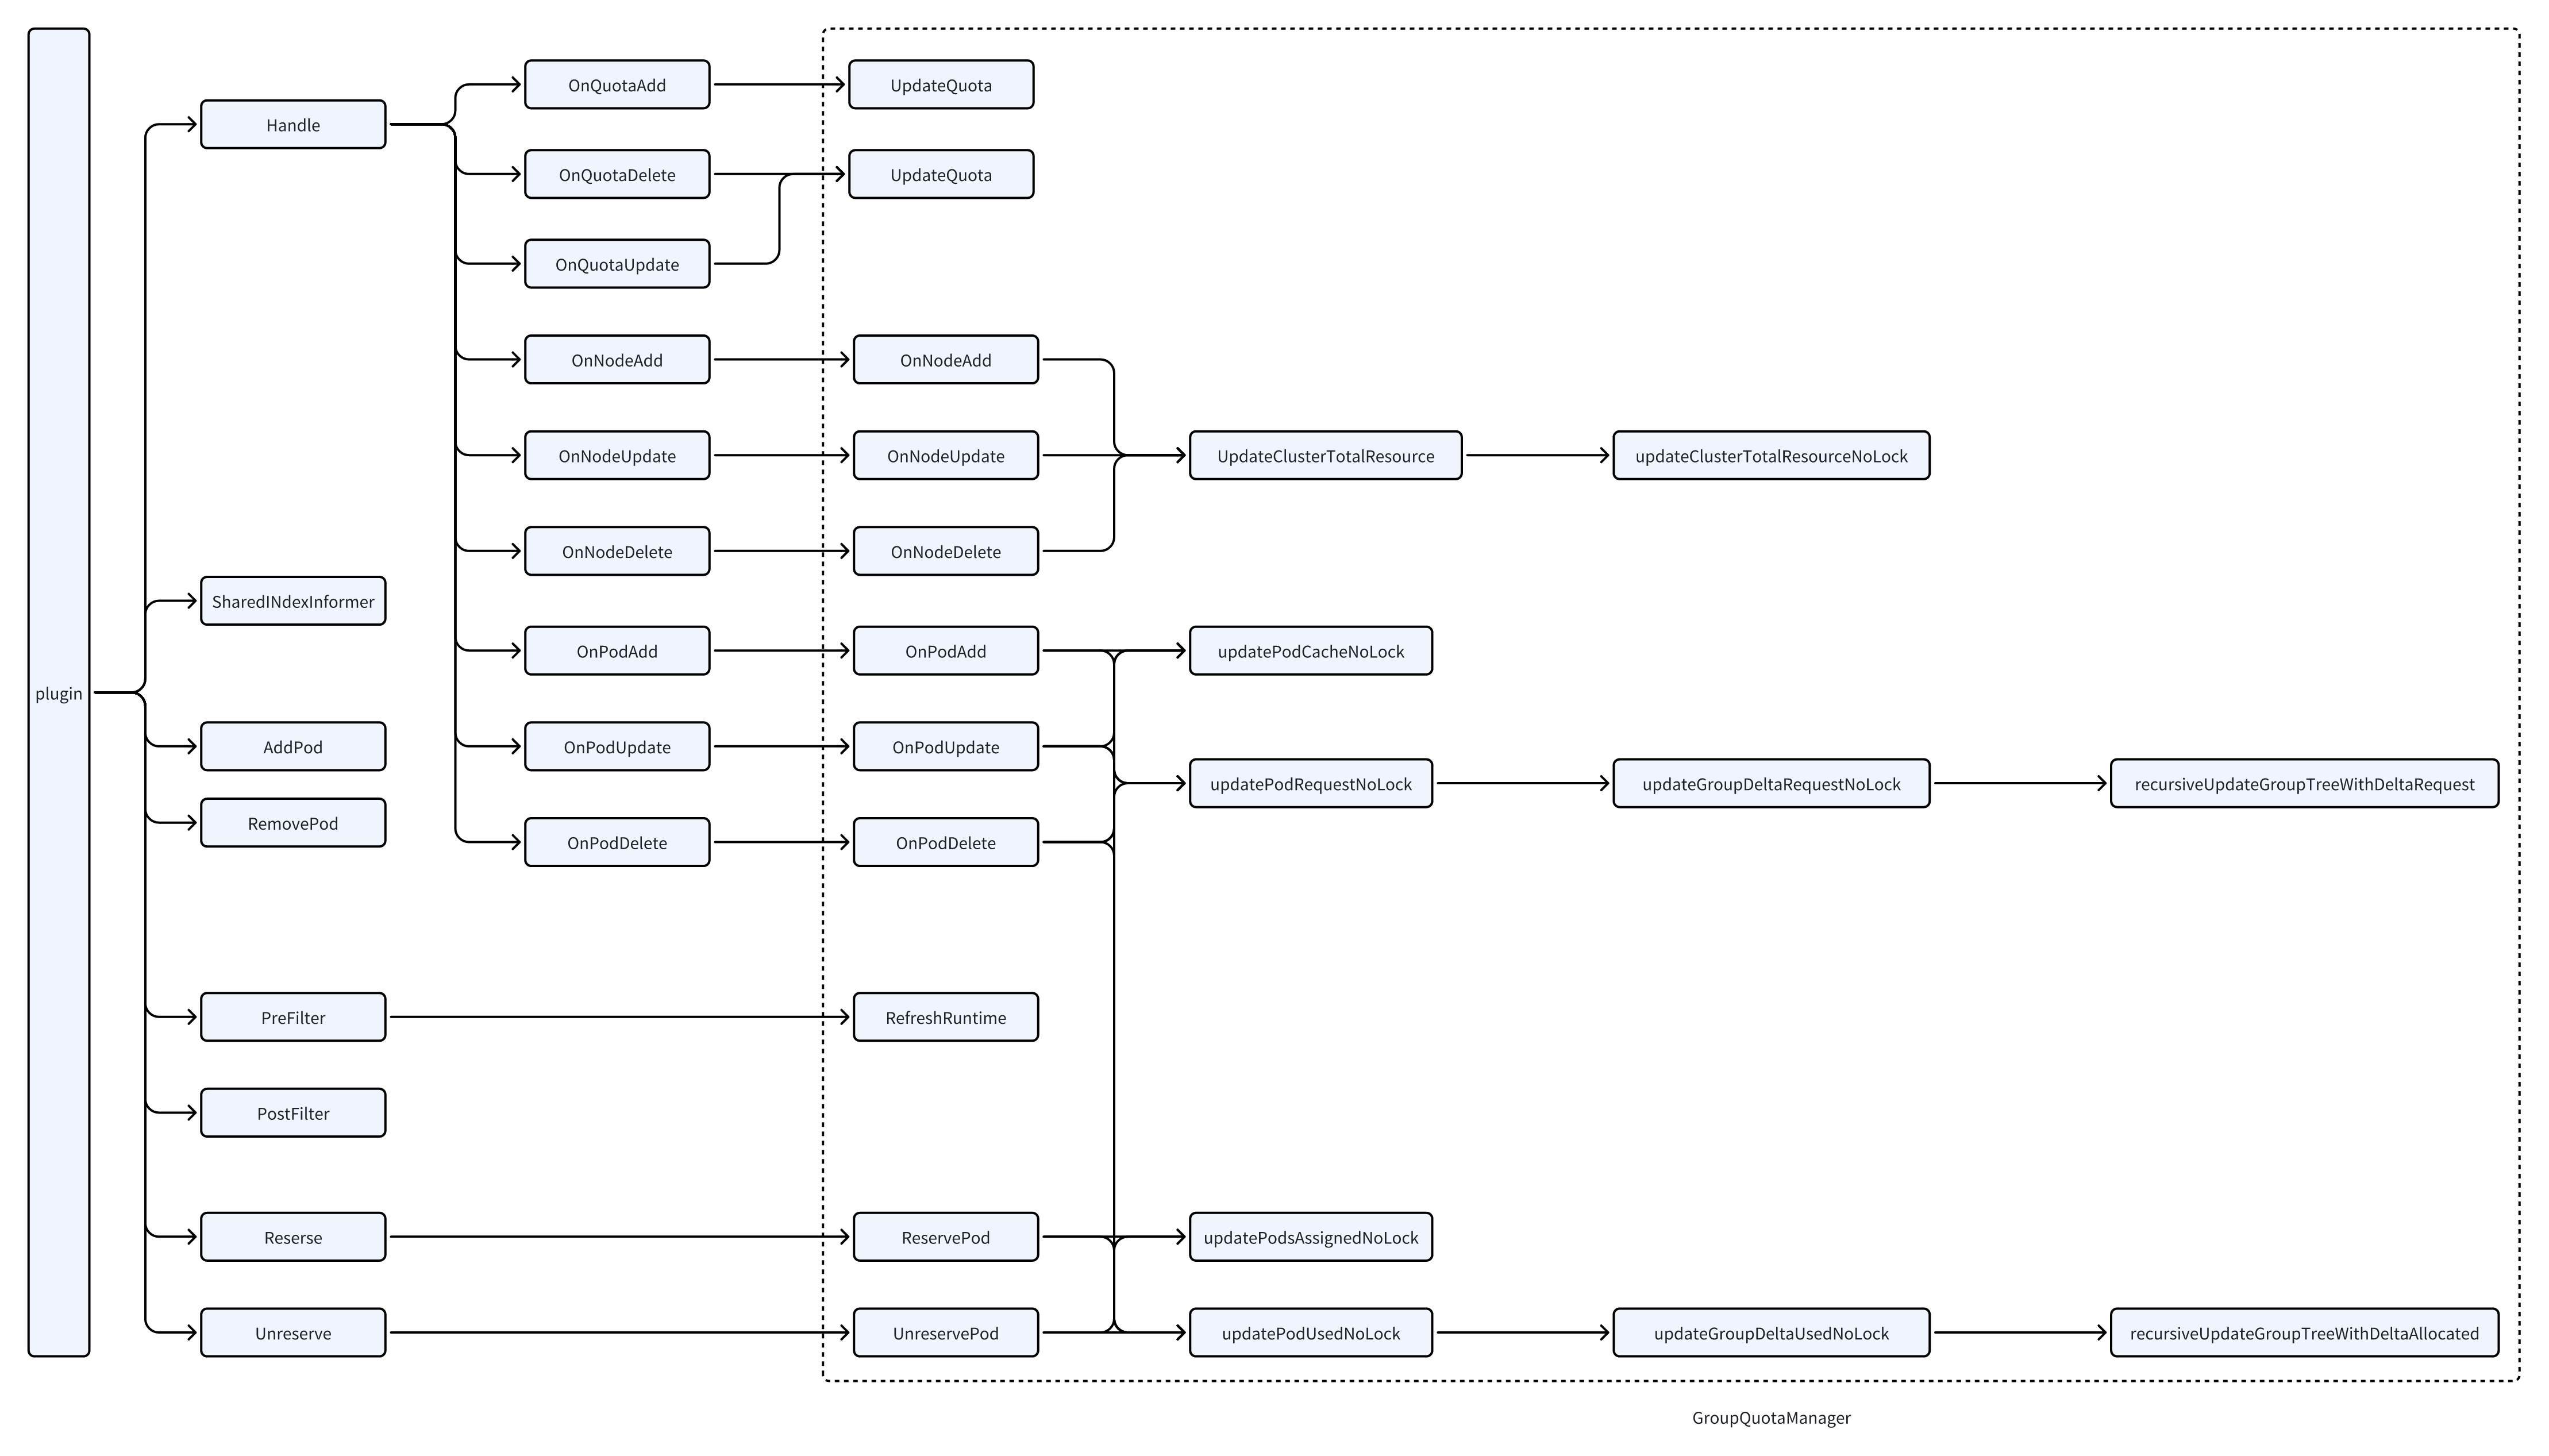 plugin
Handle
SharedINdexInformer
AddPod
RemovePod
PreFilter
PostFilter
Reserse
Unreserve
OnQuotaAdd
OnQuotaDelete
OnQuotaUpdate
OnNodeAdd
OnNodeUpdate
OnNodeDelete
OnPodAdd
OnPodUpdate
OnPodDelete
UpdateQuota
UpdateQuota
OnNodeAdd
OnNodeUpdate
OnNodeDelete
OnPodAdd
OnPodUpdate
OnPodDelete
RefreshRuntime
ReservePod
UnreservePod
UpdateClusterTotalResource
updatePodCacheNoLock
updatePodRequestNoLock
updatePodsAssignedNoLock
updatePodUsedNoLock
updateClusterTotalResourceNoLock
updateGroupDeltaRequestNoLock
updateGroupDeltaUsedNoLock
recursiveUpdateGroupTreeWithDeltaRequest
recursiveUpdateGroupTreeWithDeltaAllocated
GroupQuotaManager